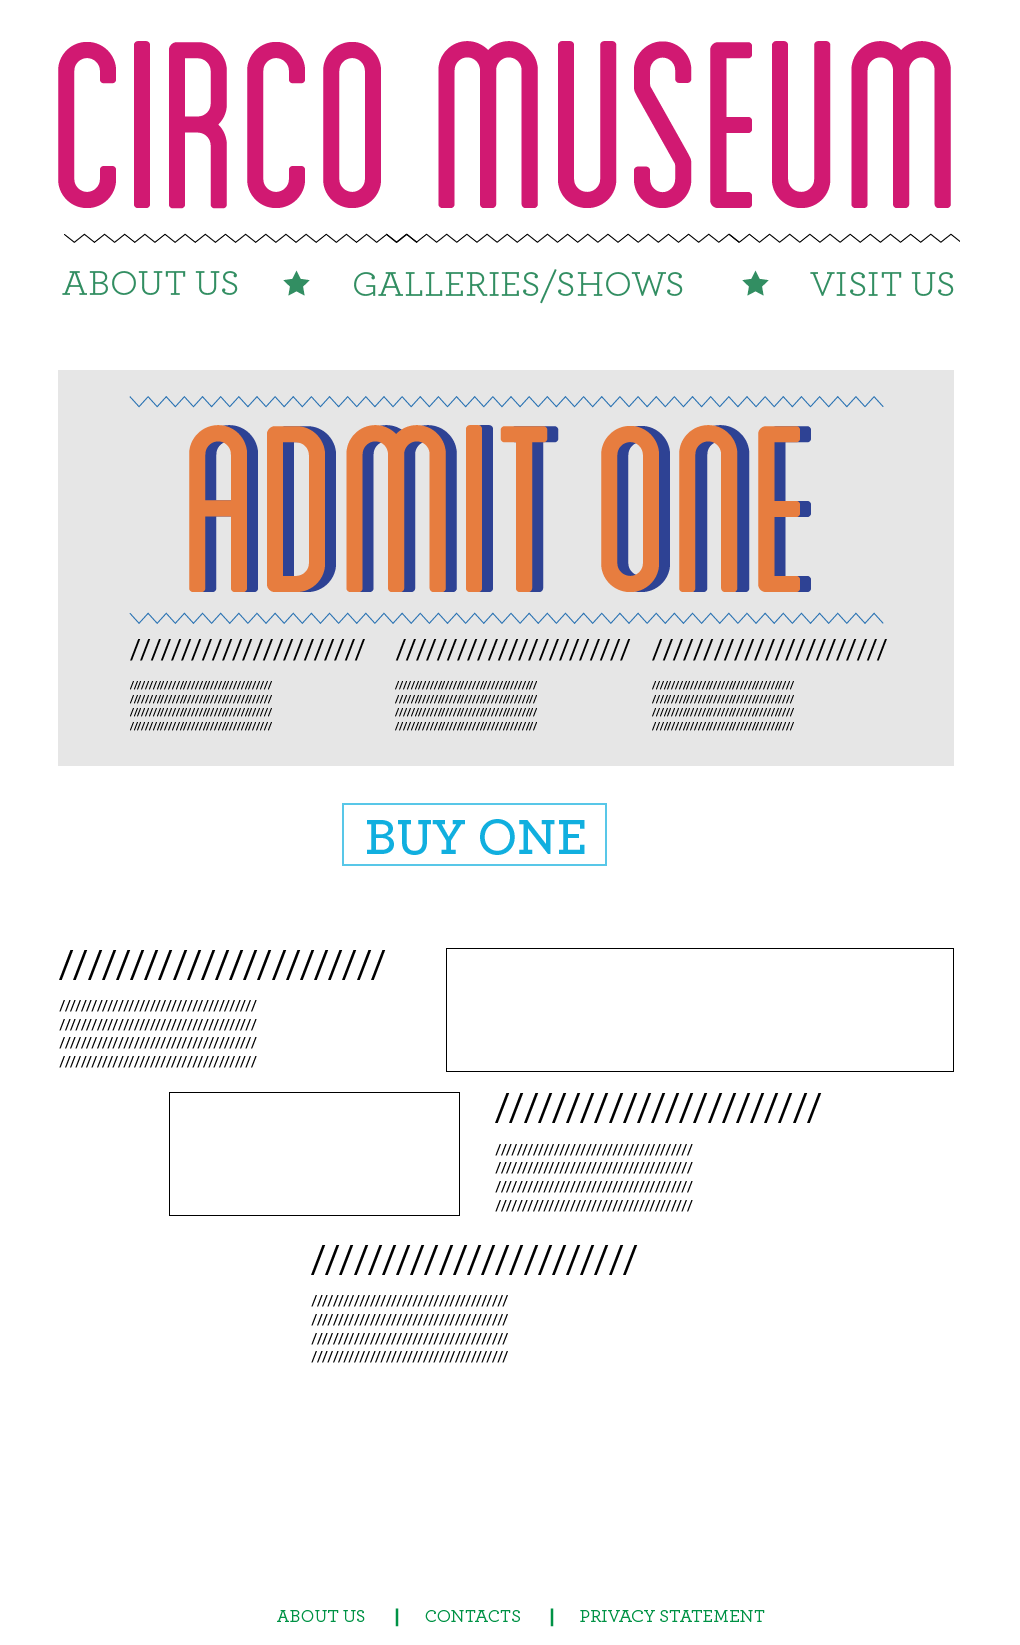 CIRCO MUSEUM
ABOUT US ★ GALLERIES/SHOWS ★ VISIT US
ADMIT ONE
BUY ONE
ABOUT US | CONTACTS | PRIVACY STATEMENT